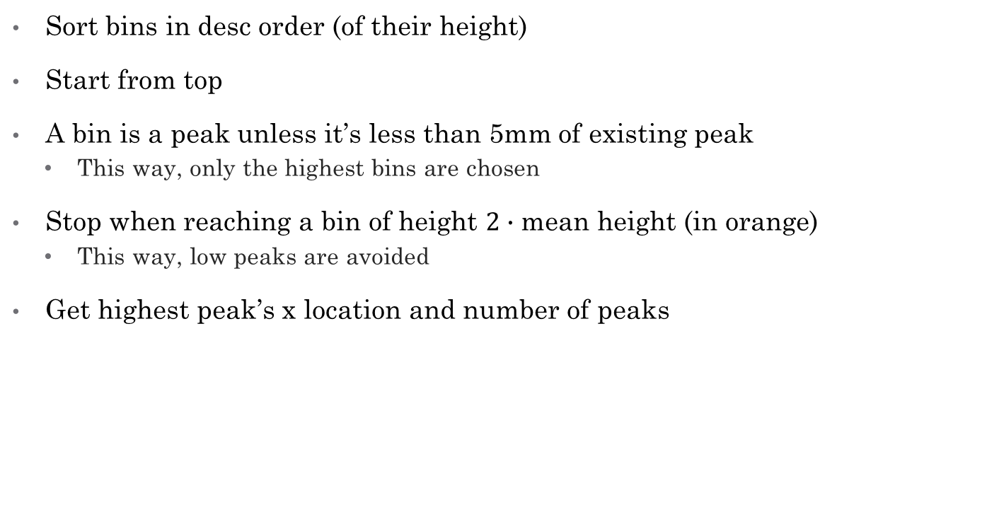 • Sort bins in desc order (of their height)
• Start from top
• A bin is a peak unless it’s less than 5mm of existing peak
• This way, only the highest bins are chosen
• Stop when reaching a bin of height 2 · mean height (in orange)
• This way, low peaks are avoided
• Get highest peak’s x location and number of peaks